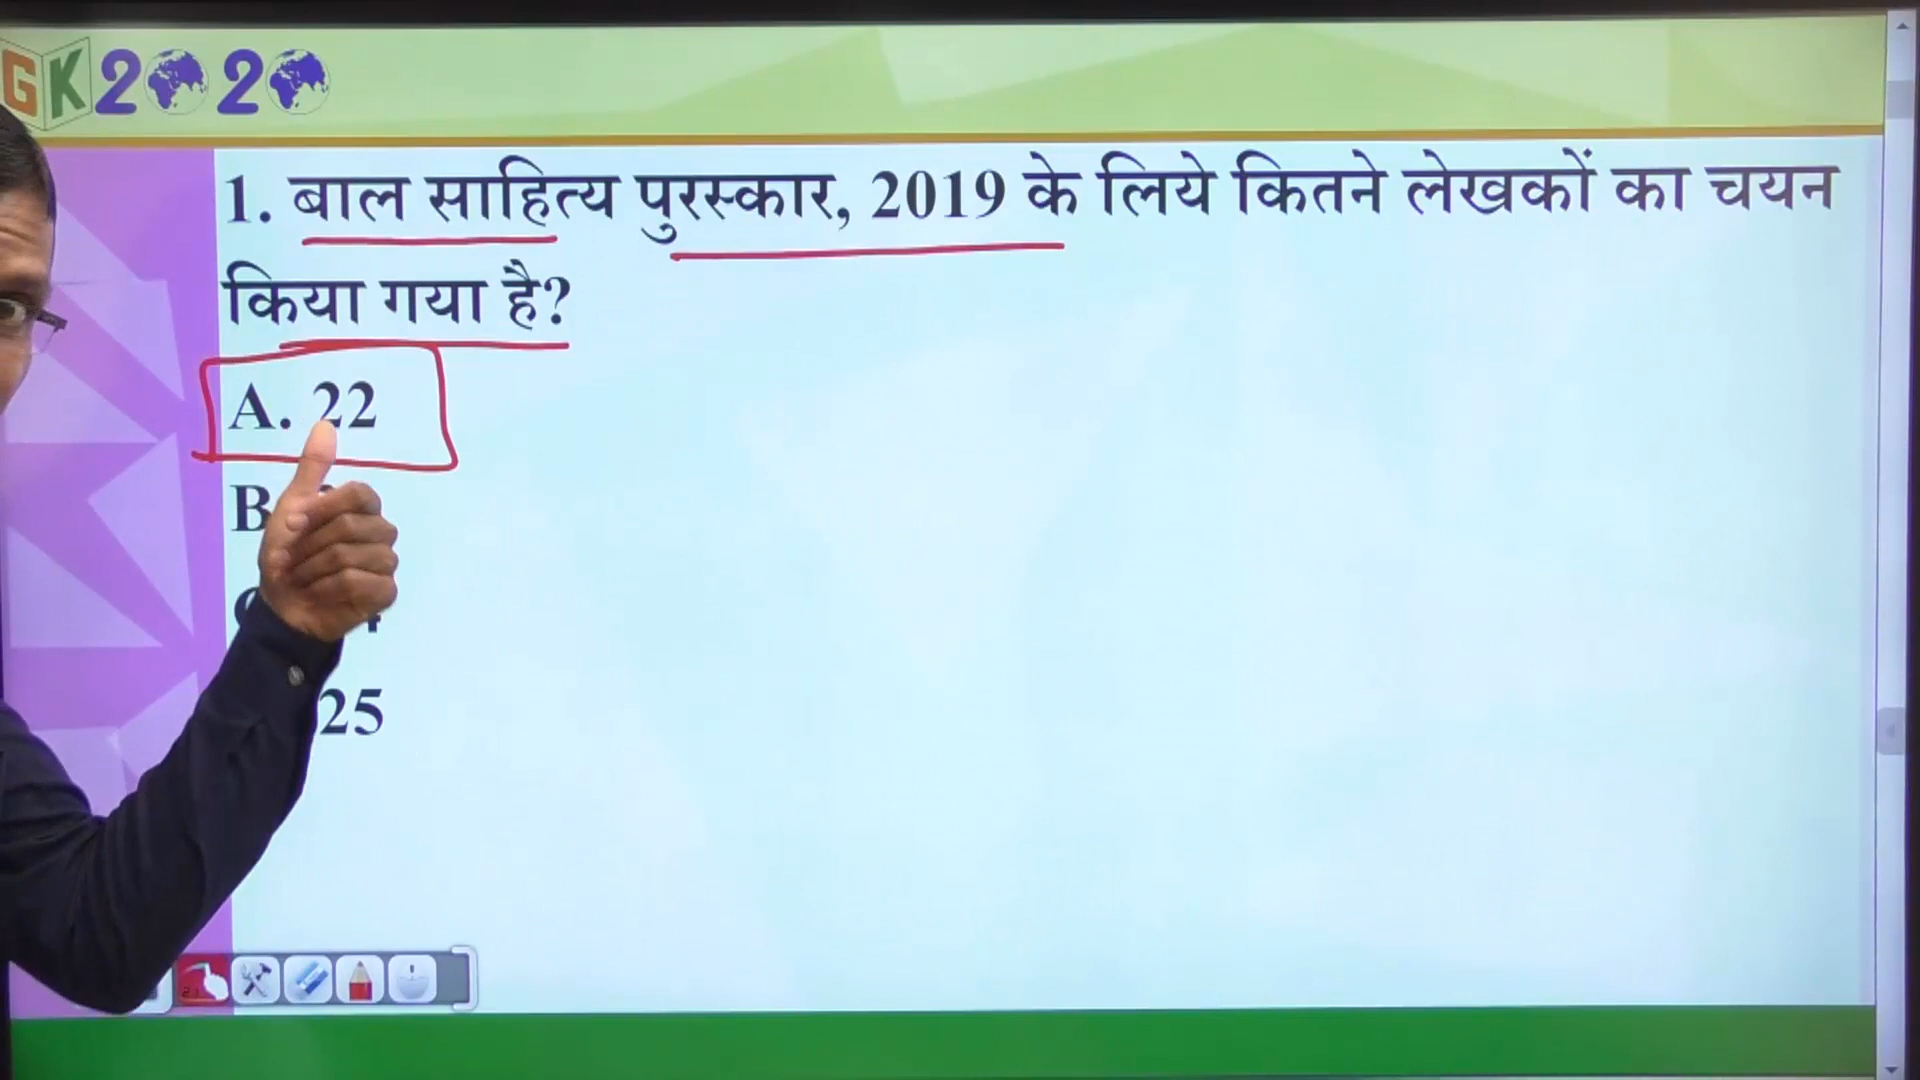 GK2020
1. बाल साहित्य पुरस्कार, 2019 के लिये कितने लेखकों का चयन
किया गया है?
A. 22
B
25